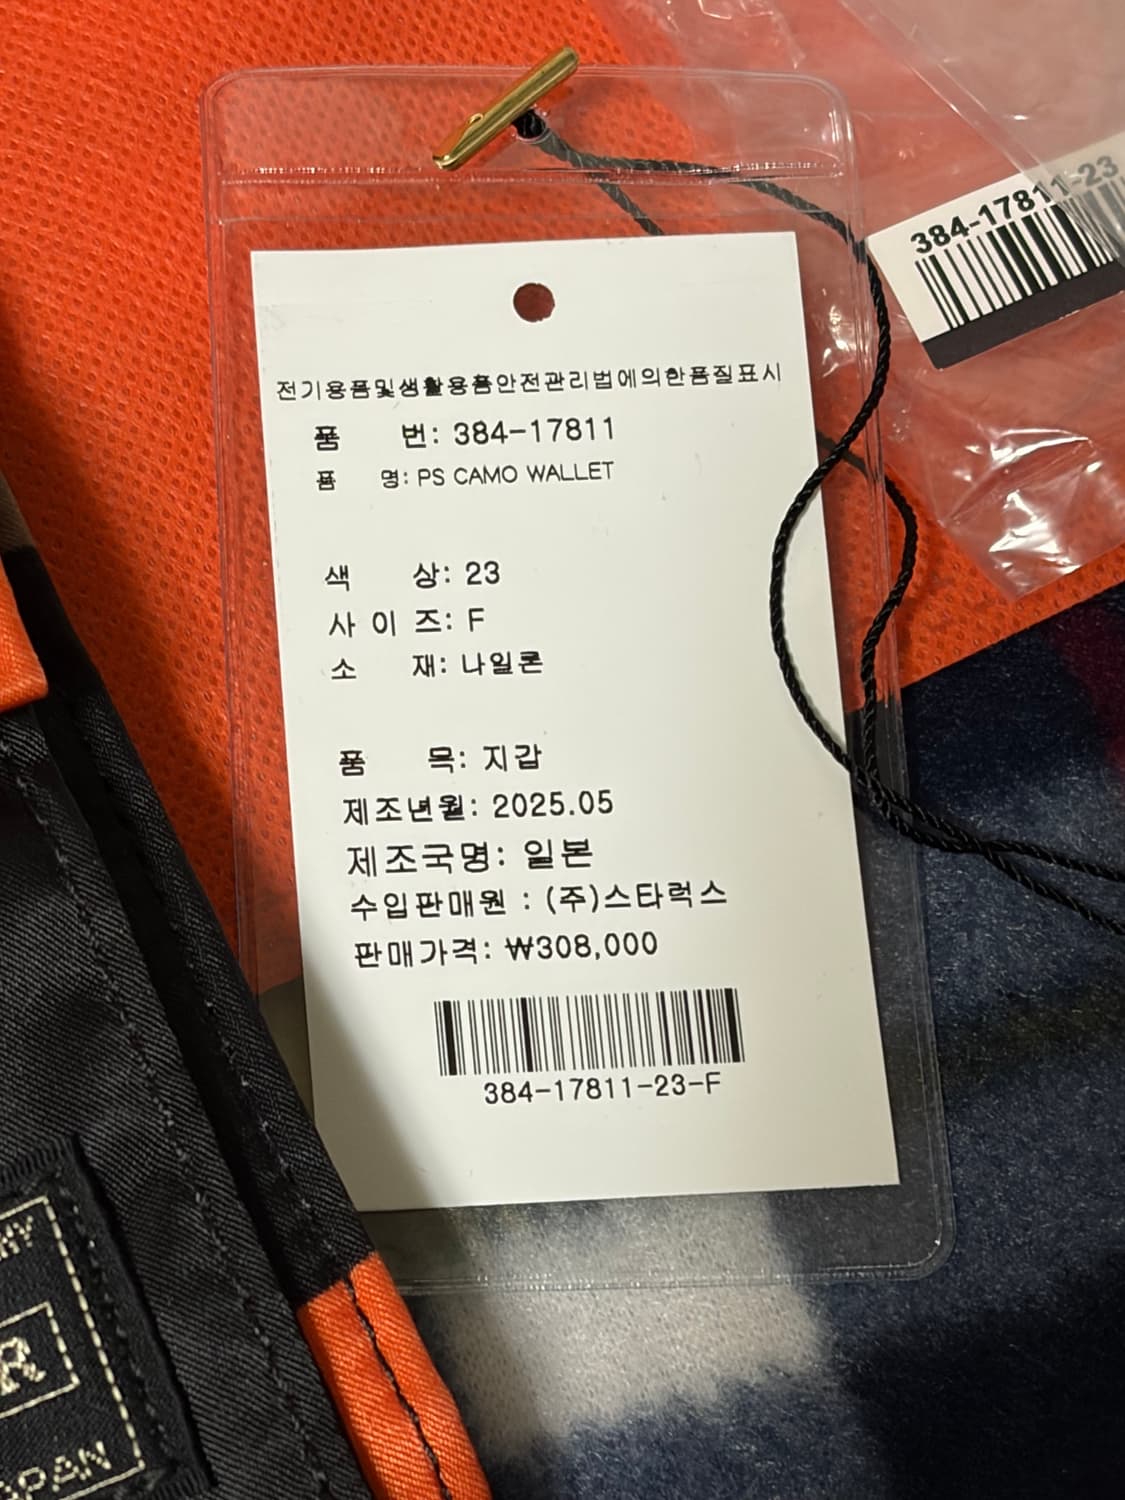 384-17811-23
전기용품및생활용품안전관리법에의한품질표시
품 번: 384-17811
품 명: PS CAMO WALLET
색 상: 23
사 이 즈: F
소 재: 나일론
품 목: 지갑
제조년월: 2025.05
제조국명: 일본
수입판매원 : (주)스타럭스
판매가격: ₩308,000
384-17811-23-F